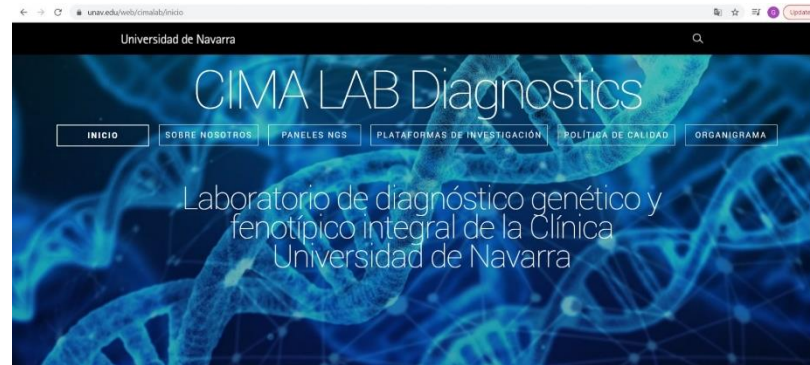 unav.edu/web/cimalab/inicio
Update
Universidad de Navarra
CIMA LAB Diagnostics
INICIO
SOBRE NOSOTROS
PANELES NGS
PLATAFORMAS DE INVESTIGACIÓN
POLÍTICA DE CALIDAD
ORGANIGRAMA
Laboratorio de diagnóstico genético y
fenotípico integral de la Clínica
Universidad de Navarra